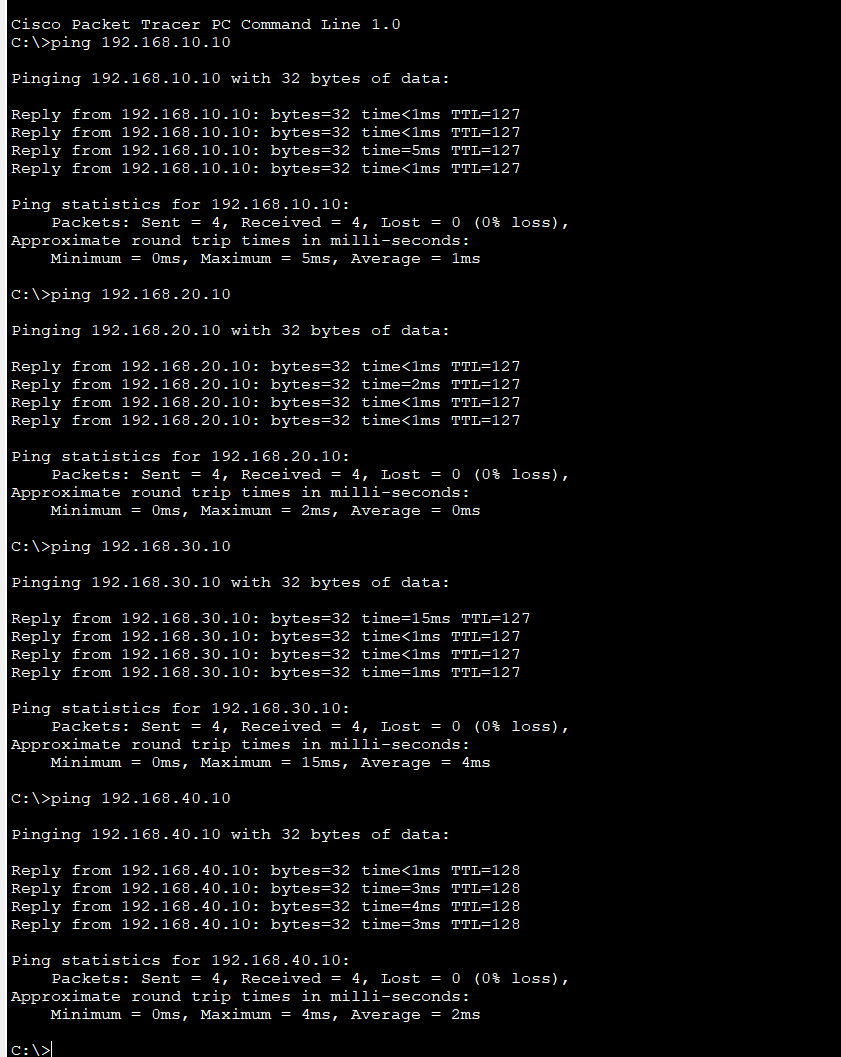 Cisco Packet Tracer PC Command Line 1.0
C:\>ping 192.168.10.10
Pinging 192.168.10.10 with 32 bytes of data:
Reply from 192.168.10.10: bytes=32 time<1ms TTL=127
Reply from 192.168.10.10: bytes=32 time<1ms TTL=127
Reply from 192.168.10.10: bytes=32 time=5ms TTL=127
Reply from 192.168.10.10: bytes=32 time<1ms TTL=127
Ping statistics for 192.168.10.10:
    Packets: Sent = 4, Received = 4, Lost = 0 (0% loss),
Approximate round trip times in milli-seconds:
    Minimum = 0ms, Maximum = 5ms, Average = 1ms
C:\>ping 192.168.20.10
Pinging 192.168.20.10 with 32 bytes of data:
Reply from 192.168.20.10: bytes=32 time<1ms TTL=127
Reply from 192.168.20.10: bytes=32 time=2ms TTL=127
Reply from 192.168.20.10: bytes=32 time<1ms TTL=127
Reply from 192.168.20.10: bytes=32 time<1ms TTL=127
Ping statistics for 192.168.20.10:
    Packets: Sent = 4, Received = 4, Lost = 0 (0% loss),
Approximate round trip times in milli-seconds:
    Minimum = 0ms, Maximum = 2ms, Average = 0ms
C:\>ping 192.168.30.10
Pinging 192.168.30.10 with 32 bytes of data:
Reply from 192.168.30.10: bytes=32 time=15ms TTL=127
Reply from 192.168.30.10: bytes=32 time<1ms TTL=127
Reply from 192.168.30.10: bytes=32 time<1ms TTL=127
Reply from 192.168.30.10: bytes=32 time=1ms TTL=127
Ping statistics for 192.168.30.10:
    Packets: Sent = 4, Received = 4, Lost = 0 (0% loss),
Approximate round trip times in milli-seconds:
    Minimum = 0ms, Maximum = 15ms, Average = 4ms
C:\>ping 192.168.40.10
Pinging 192.168.40.10 with 32 bytes of data:
Reply from 192.168.40.10: bytes=32 time<1ms TTL=128
Reply from 192.168.40.10: bytes=32 time=3ms TTL=128
Reply from 192.168.40.10: bytes=32 time=4ms TTL=128
Reply from 192.168.40.10: bytes=32 time=3ms TTL=128
Ping statistics for 192.168.40.10:
    Packets: Sent = 4, Received = 4, Lost = 0 (0% loss),
Approximate round trip times in milli-seconds:
    Minimum = 0ms, Maximum = 4ms, Average = 2ms
C:\>